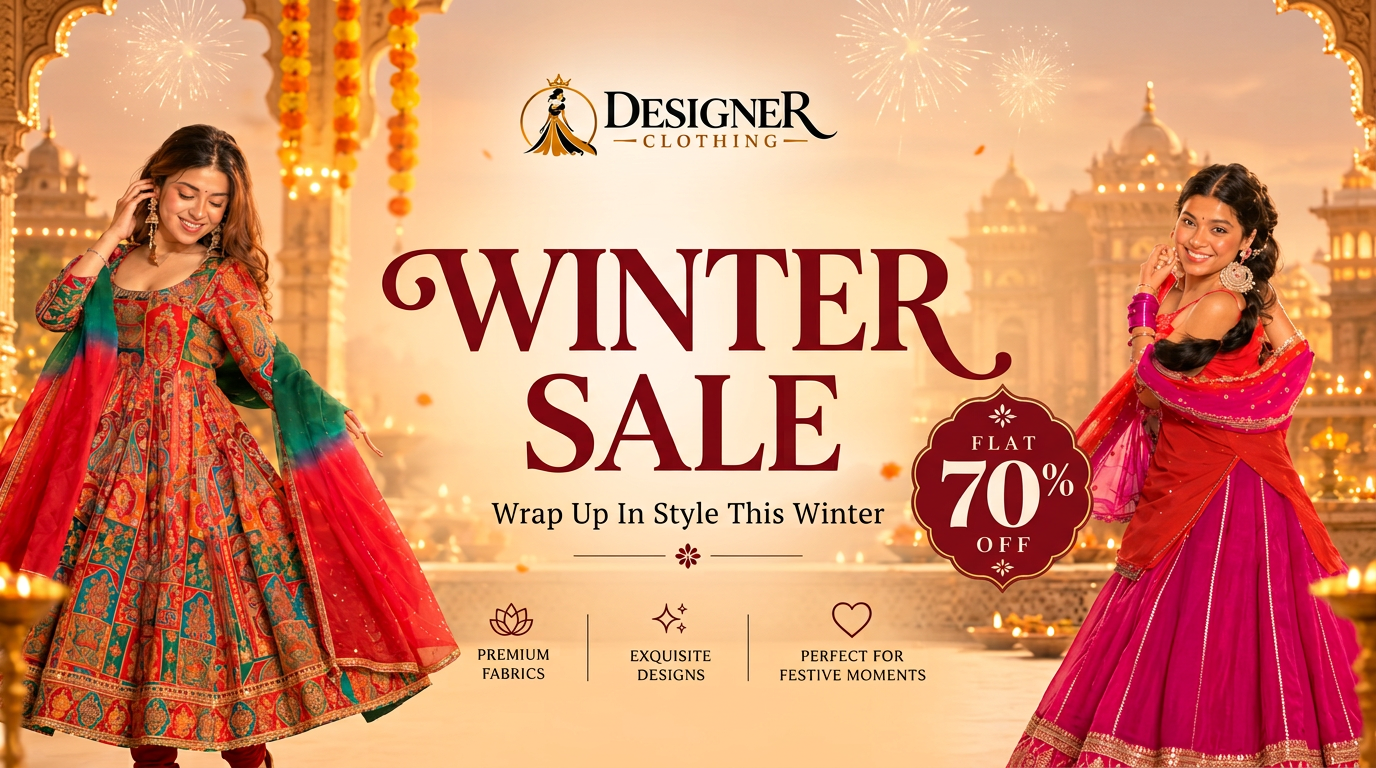 DESIGNER
CLOTHING
WINTER
SALE
Wrap Up In Style This Winter
FLAT
70%
OFF
PREMIUM
FABRICS
EXQUISITE
DESIGNS
PERFECT FOR
FESTIVE MOMENTS